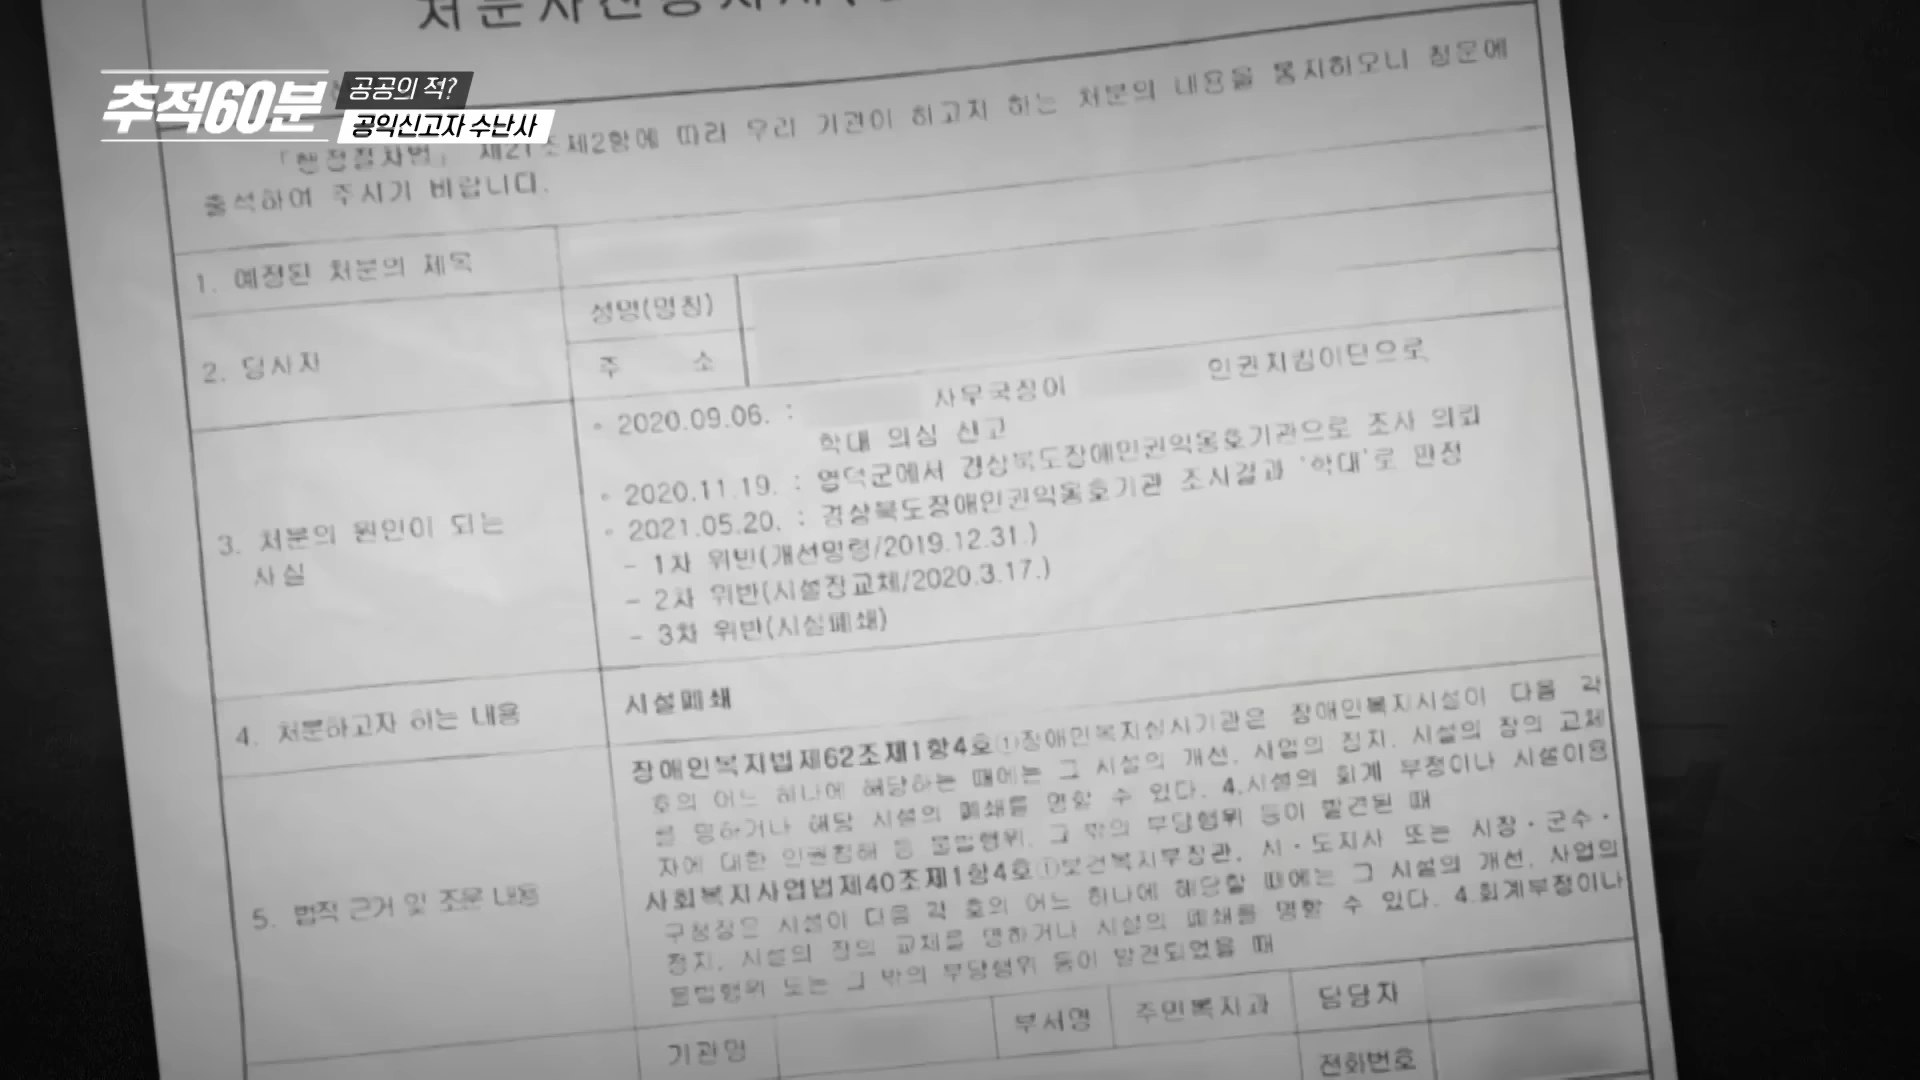 처분사전통지서
추적60분
공공의 적?
공익신고자 수난사
「행정절차법」 제21조제2항에 따라 우리 기관이 하고자 하는 처분의 내용을 통지하오니 청문에
출석하여 주시기 바랍니다.
1. 예정된 처분의 제목
2. 당사자
성명(명칭)
주 소
3. 처분의 원인이 되는
사실
◦ 2020.09.06. : 사무국장이 인권지킴이단으로
학대 의심 신고
◦ 2020.11.19. : 영덕군에서 경상북도장애인권익옹호기관으로 조사 의뢰
◦ 2021.05.20. : 경상북도장애인권익옹호기관 조사결과 '학대'로 판정
- 1차 위반(개선명령/2019.12.31.)
- 2차 위반(시설장교체/2020.3.17.)
- 3차 위반(시설폐쇄)
4. 처분하고자 하는 내용
시설폐쇄
5. 법적 근거 및 조문 내용
장애인복지법제62조제1항4호①장애인복지실시기관은 장애인복지시설이 다음 각
호의 어느 하나에 해당하는 때에는 그 시설의 개선, 사업의 정지, 시설의 장의 교체
를 명하거나 해당 시설의 폐쇄를 명할 수 있다. 4.시설의 회계 부정이나 시설이용
자에 대한 인권침해 등 불법행위, 그 밖의 부당행위 등이 발견된 때
사회복지사업법제40조제1항4호①보건복지부장관, 시·도지사 또는 시장·군수·
구청장은 시설이 다음 각 호의 어느 하나에 해당할 때에는 그 시설의 개선, 사업의
정지, 시설의 장의 교체를 명하거나 시설의 폐쇄를 명할 수 있다. 4.회계부정이나
불법행위 또는 그 밖의 부당행위 등이 발견되었을 때
기관명
부서명
주민복지과
담당자
전화번호